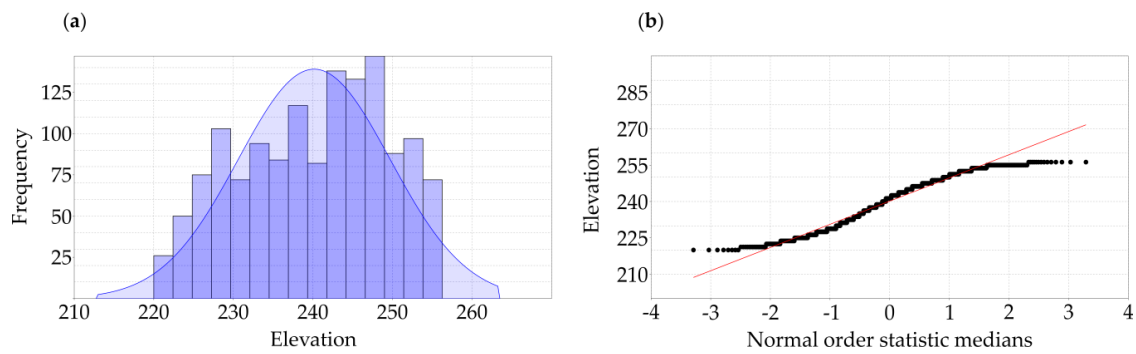 (a)
Frequency
125
100
75
50
25
210 220 230 240 250 260
Elevation
(b)
Elevation
285
270
255
240
225
210
-4 -3 -2 -1 0 1 2 3 4
Normal order statistic medians